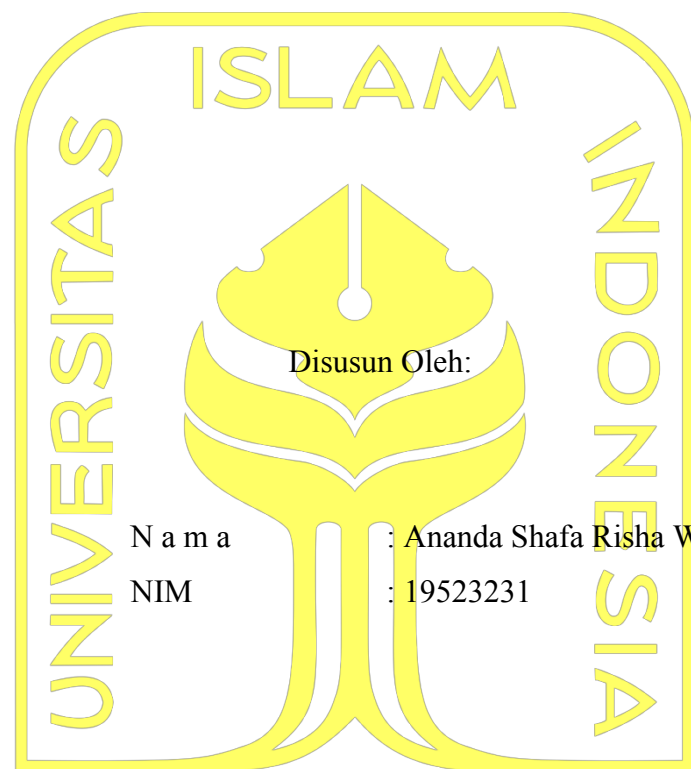 ISLAM
UNIVERSITAS
INDONESIA
Disusun Oleh:
N a m a : Ananda Shafa Risha W
NIM : 19523231